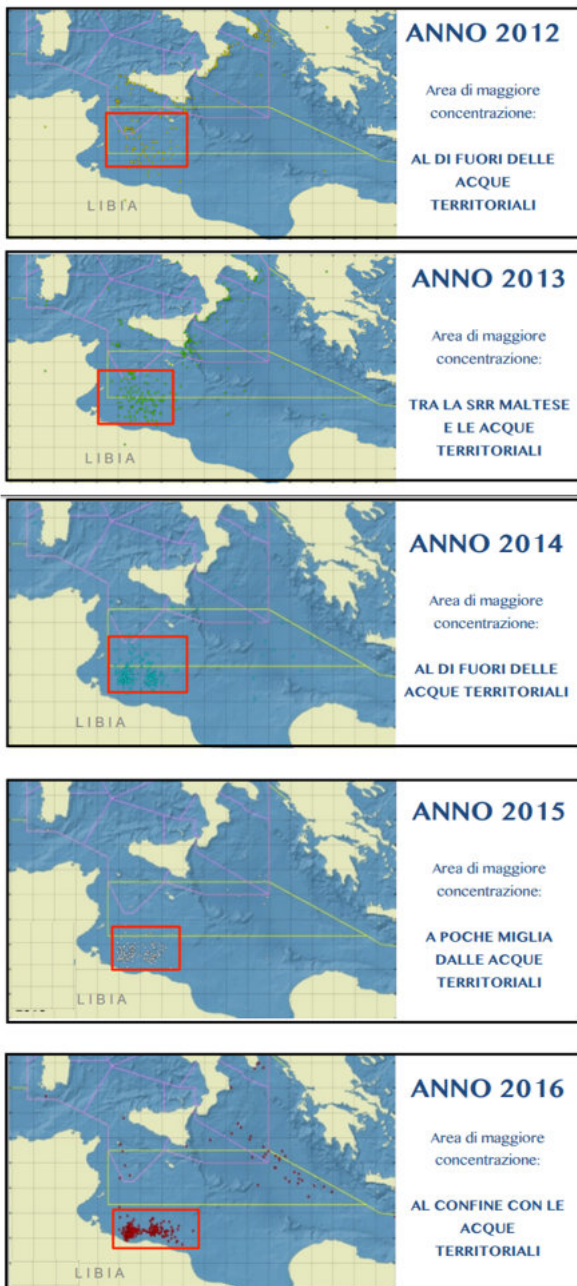 ANNO 2012
Area di maggiore
concentrazione:
AL DI FUORI DELLE
ACQUE
TERRITORIALI
LIBIA
ANNO 2013
Area di maggiore
concentrazione:
TRA LA SRR MALTESE
E LE ACQUE
TERRITORIALI
LIBIA
ANNO 2014
Area di maggiore
concentrazione:
AL DI FUORI DELLE
ACQUE TERRITORIALI
LIBIA
ANNO 2015
Area di maggiore
concentrazione:
A POCHE MIGLIA
DALLE ACQUE
TERRITORIALI
LIBIA
ANNO 2016
Area di maggiore
concentrazione:
AL CONFINE CON LE
ACQUE
TERRITORIALI